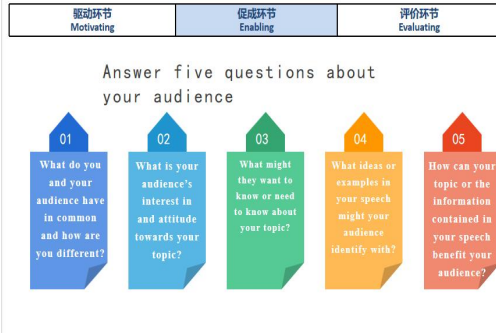 驱动环节
Motivating
促成环节
Enabling
评价环节
Evaluating
Answer five questions about
your audience
01
What do you
and your
audience have
in common
and how are
you different?
02
What is your
audience's
interest in
and attitude
towards your
topic?
03
What might
they want to
know or need
to know about
your topic?
04
What ideas or
examples in
your speech
might your
audience
identify with?
05
How can your
topic or the
information
contained in
your speech
benefit your
audience?